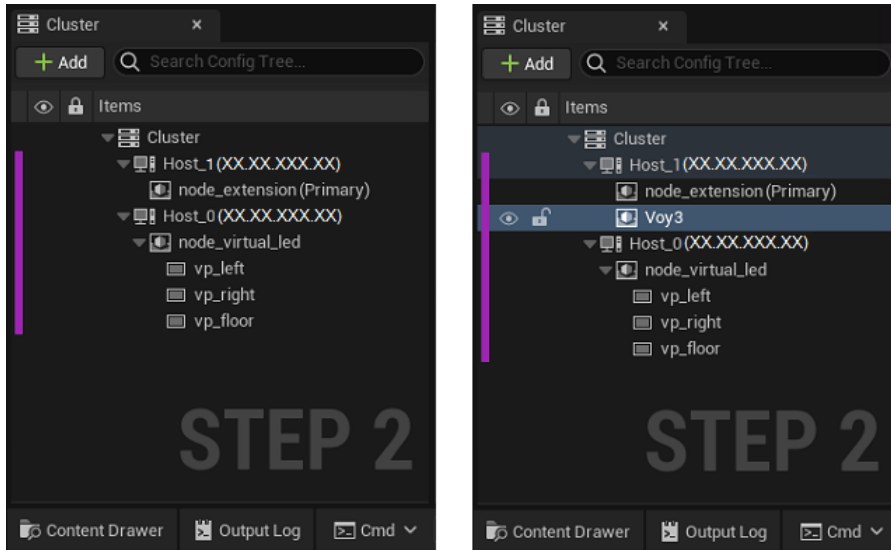 Cluster ×
+ Add Search Config Tree...
Items
Cluster
Host_1(XX.XX.XXX.XX)
node_extension(Primary)
Host_0(XX.XX.XXX.XX)
node_virtual_led
vp_left
vp_right
vp_floor
STEP 2
Content Drawer Output Log Cmd
Cluster ×
+ Add Search Config Tree...
Items
Cluster
Host_1(XX.XX.XXX.XX)
node_extension(Primary)
Voy3
Host_0(XX.XX.XXX.XX)
node_virtual_led
vp_left
vp_right
vp_floor
STEP 2
Content Drawer Output Log Cmd